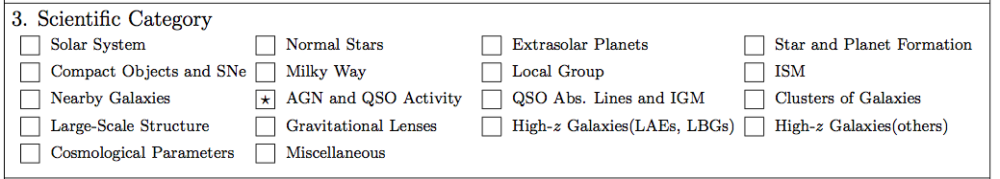 3. Scientific Category
Solar System Normal Stars Extrasolar Planets Star and Planet Formation
Compact Objects and SNe Milky Way Local Group ISM
Nearby Galaxies ⋆ AGN and QSO Activity QSO Abs. Lines and IGM Clusters of Galaxies
Large-Scale Structure Gravitational Lenses High-z Galaxies(LAEs, LBGs) High-z Galaxies(others)
Cosmological Parameters Miscellaneous